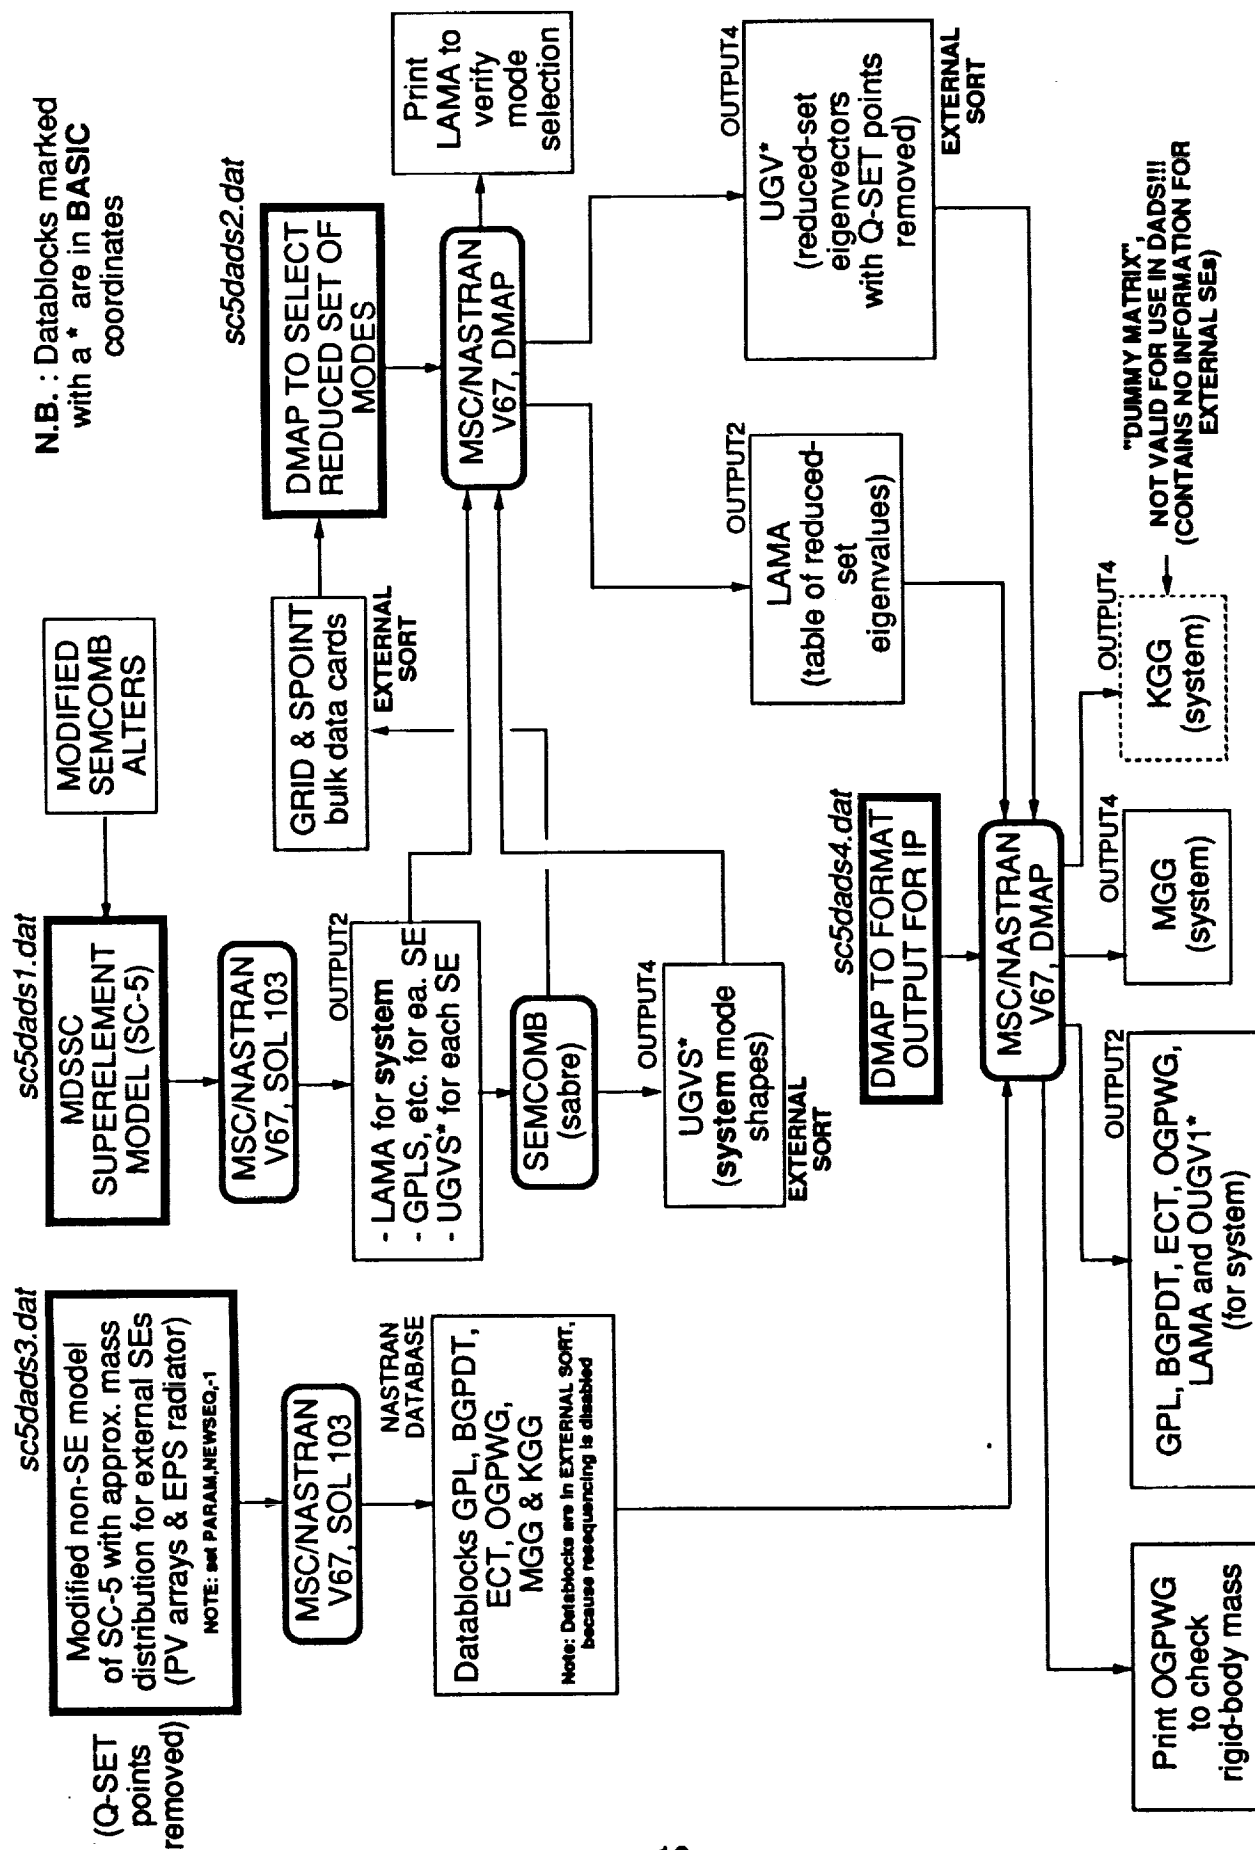 (Q-SET
points
removed)
sc5dads3.dat
Modified non-SE model
of SC-5 with approx. mass
distribution for external SEs
(PV arrays & EPS radiator)
NOTE: set PARAM,NEWSEQ,-1
MSC/NASTRAN
V67, SOL 103
NASTRAN
DATABASE
Datablocks GPL, BGPDT,
ECT, OGPWG,
MGG & KGG
Note: Datablocks are in EXTERNAL SORT,
because resequencing is disabled
sc5dads1.dat
MDSSC
SUPERELEMENT
MODEL (SC-5)
MODIFIED
SEMCOMB
ALTERS
MSC/NASTRAN
V67, SOL 103
OUTPUT2
- LAMA for system
- GPLS, etc. for ea. SE
- UGVS* for each SE
SEMCOMB
(sabre)
OUTPUT4
UGVS*
(system mode
shapes)
EXTERNAL
SORT
N.B. : Datablocks marked
with a * are in BASIC
coordinates
GRID & SPOINT
bulk data cards
EXTERNAL
SORT
sc5dads2.dat
DMAP TO SELECT
REDUCED SET OF
MODES
MSC/NASTRAN
V67, DMAP
Print
LAMA to
verify
mode
selection
OUTPUT2
LAMA
(table of reduced-
set
eigenvalues)
OUTPUT4
UGV*
(reduced-set
eigenvectors
with Q-SET points
removed)
EXTERNAL
SORT
sc5dads4.dat
DMAP TO FORMAT
OUTPUT FOR IP
MSC/NASTRAN
V67, DMAP
Print OGPWG
to check
rigid-body mass
OUTPUT2
GPL, BGPDT, ECT, OGPWG,
LAMA and OUGV1*
(for system)
OUTPUT4
MGG
(system)
OUTPUT4
KGG
(system)
"DUMMY MATRIX",
NOT VALID FOR USE IN DADS!!!
(CONTAINS NO INFORMATION FOR
EXTERNAL SEs)